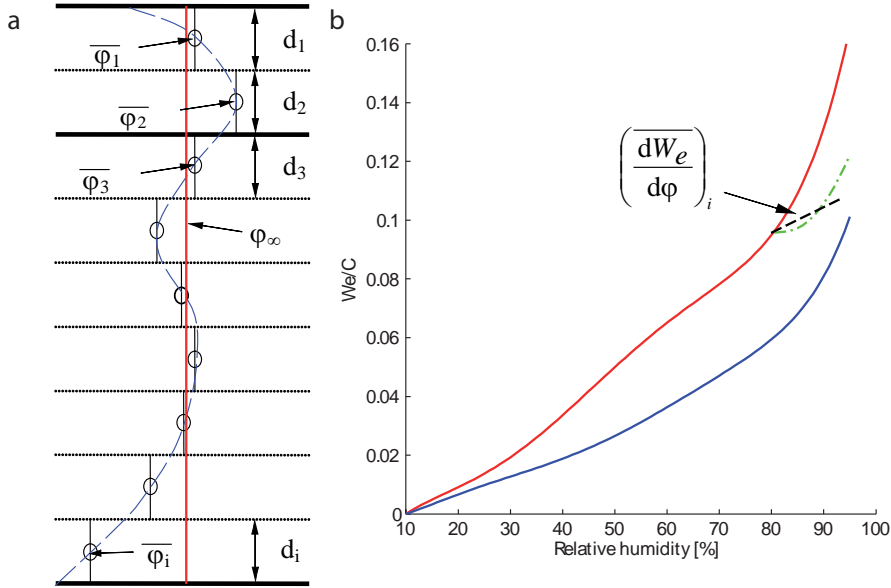 a
φ̅₁
d₁
φ̅₂
d₂
φ̅₃
d₃
φ∞
φ̅ᵢ
dᵢ
b
We/C
0.16
0.14
0.12
0.1
0.08
0.06
0.04
0.02
0
(dWₑ/dφ)ᵢ
10 20 30 40 50 60 70 80 90 100
Relative humidity [%]